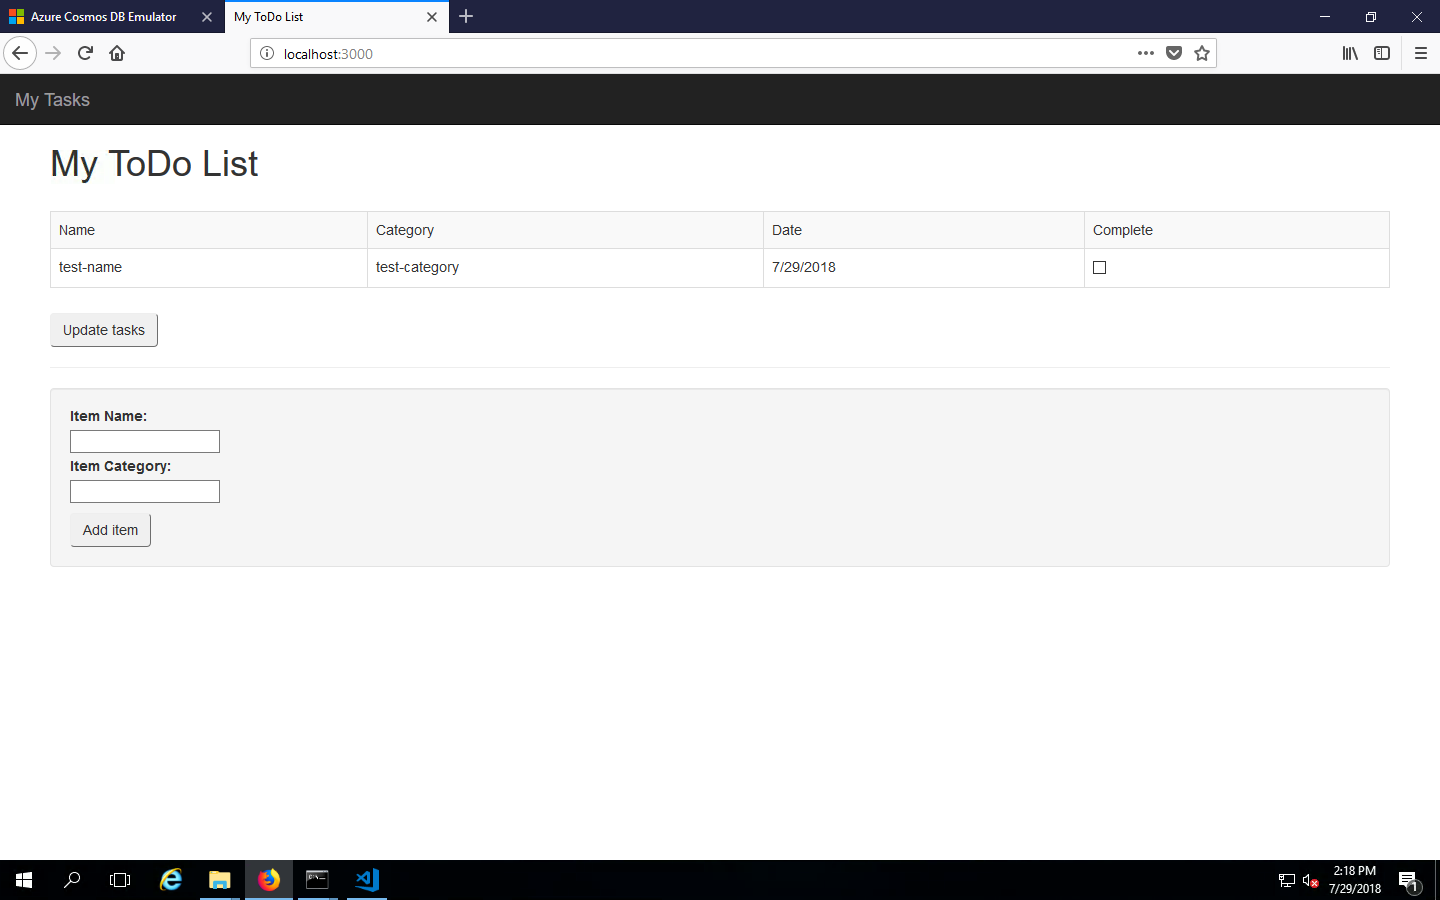 Azure Cosmos DB Emulator
My ToDo List
localhost:3000
My Tasks
My ToDo List
Name Category Date Complete
test-name test-category 7/29/2018
Update tasks
Item Name:
Item Category:
Add item
2:18 PM
7/29/2018
1